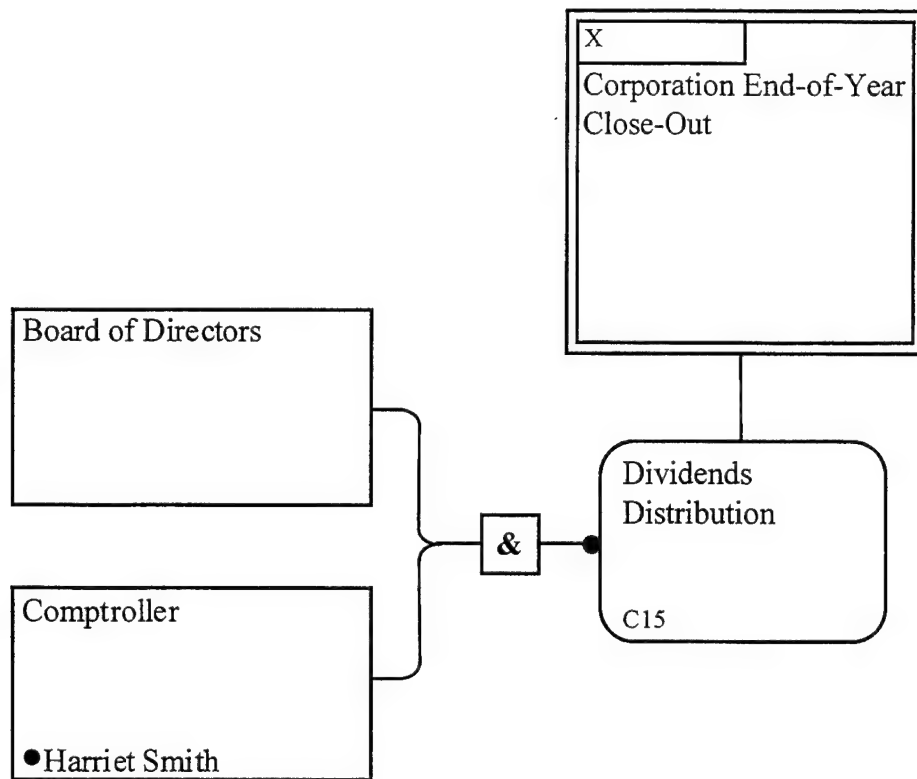 X
Corporation End-of-Year
Close-Out
Board of Directors
Dividends
Distribution
&
Comptroller
C15
●Harriet Smith